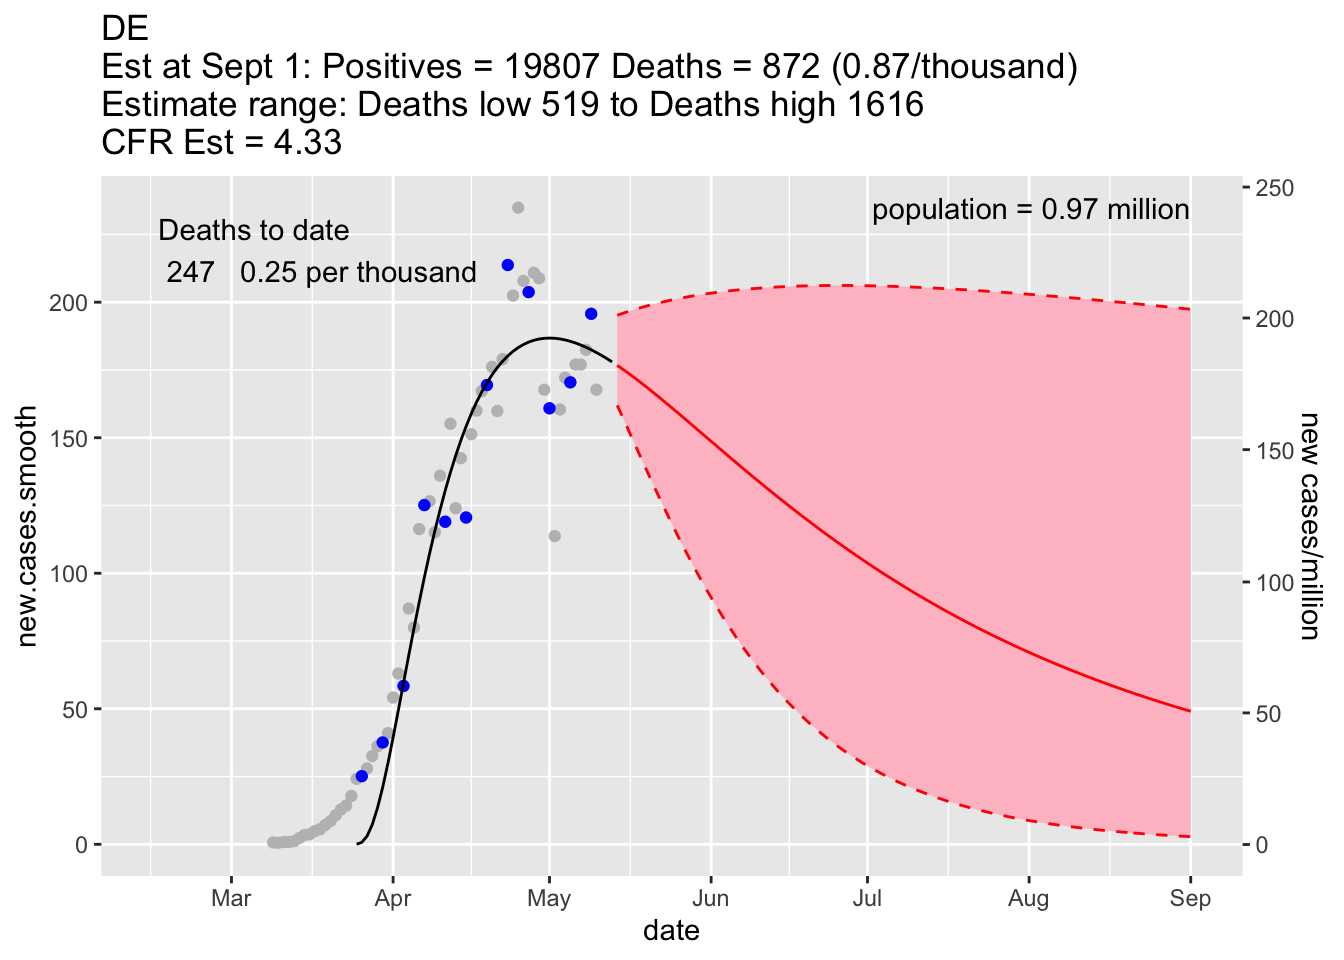 DE
Est at Sept 1: Positives = 19807 Deaths = 872 (0.87/thousand)
Estimate range: Deaths low 519 to Deaths high 1616
CFR Est = 4.33
250
population = 0.97 million
Deaths to date
247 0.25 per thousand
200
200
150
150
100
100
50
50
0
0
new.cases.smooth
new cases/million
Mar Apr May Jun Jul Aug Sep
date